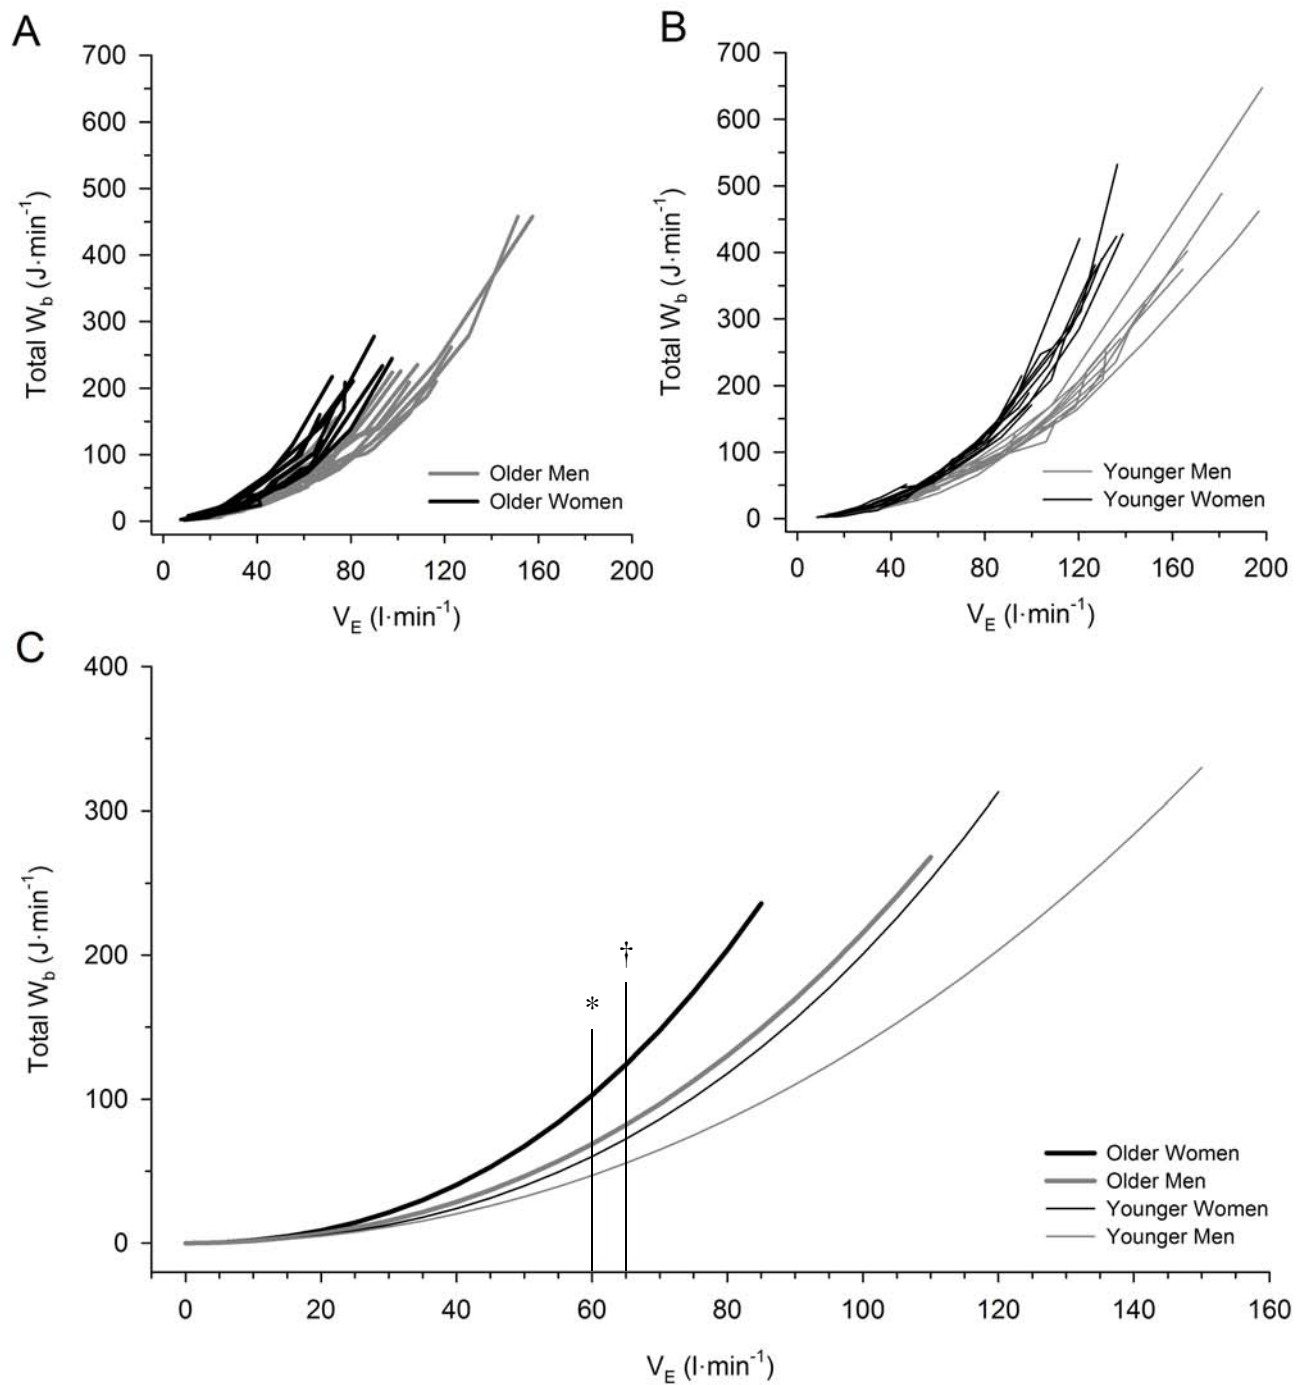 A
700
600
500
400
300
200
100
0
Total W_b (J·min⁻¹)
Older Men
Older Women
0 40 80 120 160 200
V_E (l·min⁻¹)
B
700
600
500
400
300
200
100
0
Total W_b (J·min⁻¹)
Younger Men
Younger Women
0 40 80 120 160 200
V_E (l·min⁻¹)
C
400
300
200
100
0
Total W_b (J·min⁻¹)
†
*
Older Women
Older Men
Younger Women
Younger Men
0 20 40 60 80 100 120 140 160
V_E (l·min⁻¹)